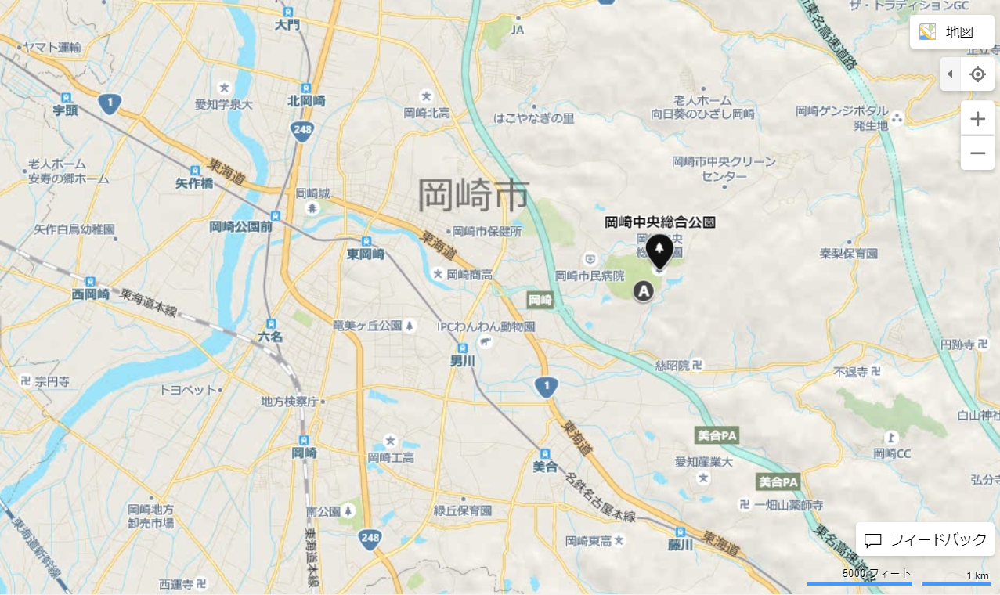 ザ・トラディションGC
大門
JA
新東名高速道路
地図
ヤマト運輸
愛知学泉大
北岡崎
1
宇頭
248
岡崎北高
はこやなぎの里
老人ホーム
向日葵のひざし岡崎
岡崎ゲンジボタル
発生地
老人ホーム
安寿の郷ホーム
矢作橋
東海道
岡崎市中央クリーン
センター
岡崎城
岡崎市
岡崎公園前
矢作白鳥幼稚園
岡崎市保健所
岡崎中央総合公園
東岡崎
東海道
秦梨保育園
岡崎商高
岡崎市民病院
西岡崎
東海道本線
岡崎
A
六名
竜美ヶ丘公園
IPCわんわん動物園
男川
円跡寺
慈昭院
不退寺
宗円寺
トヨペット
地方検察庁
1
白山神社
東海道
美合PA
岡崎
岡崎工高
美合
愛知産業大
岡崎CC
名鉄名古屋本線
美合PA
弘分寺
岡崎地方
卸売市場
南公園
緑丘保育園
一畑山薬師寺
東海道新幹線
東海道本線
248
岡崎東高
藤川
東海道
東名高速道路
フィードバック
西運寺
5000 フィート
1 km